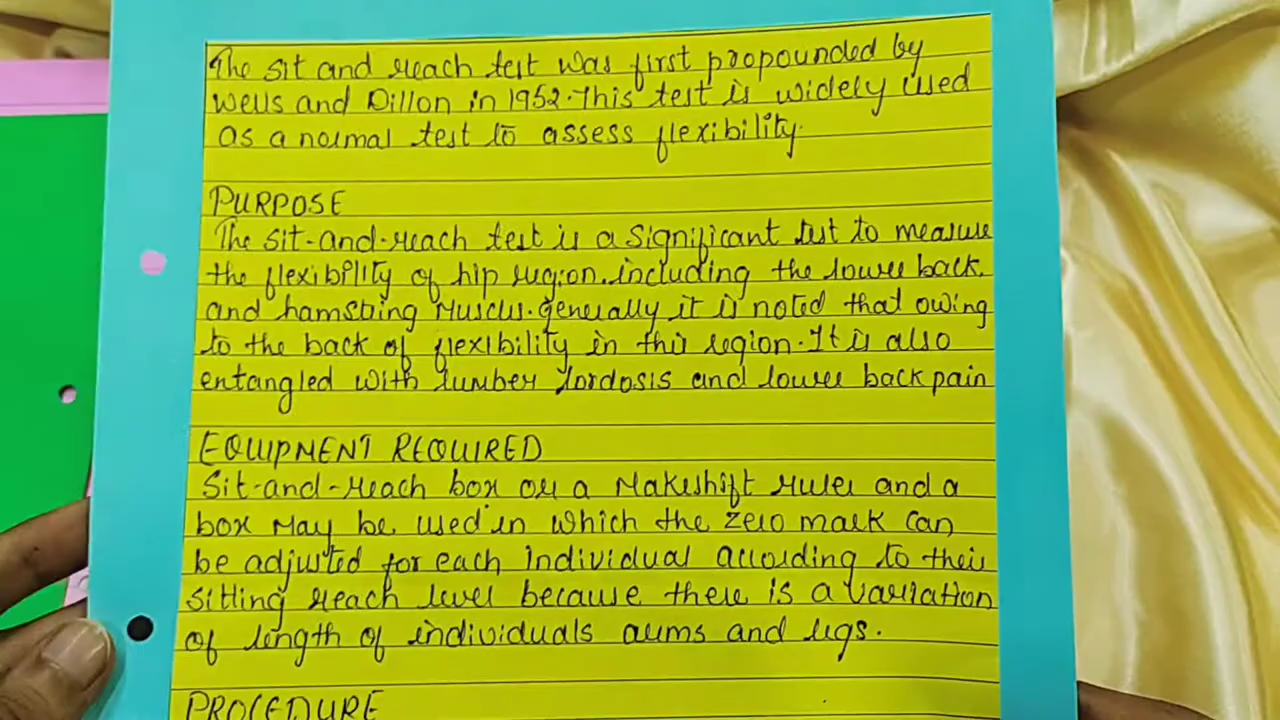 The sit and reach test was first propounded by
Wells and Dillon in 1952. This test is widely used
as a normal test to assess flexibility.
PURPOSE
The sit-and-reach test is a significant test to measure
the flexibility of hip region, including the lower back
and hamstring Muscles. generally it is noted that owing
to the back of flexibility in this region. It is also
entangled with lumber lordosis and lower back pain
EQUIPMENT REQUIRED
Sit-and-reach box or a Makeshift ruler and a
box may be used in which the zero mark can
be adjusted for each individual according to their
sitting reach level because there is a variation
of length of individuals arms and legs.
PROCEDURE